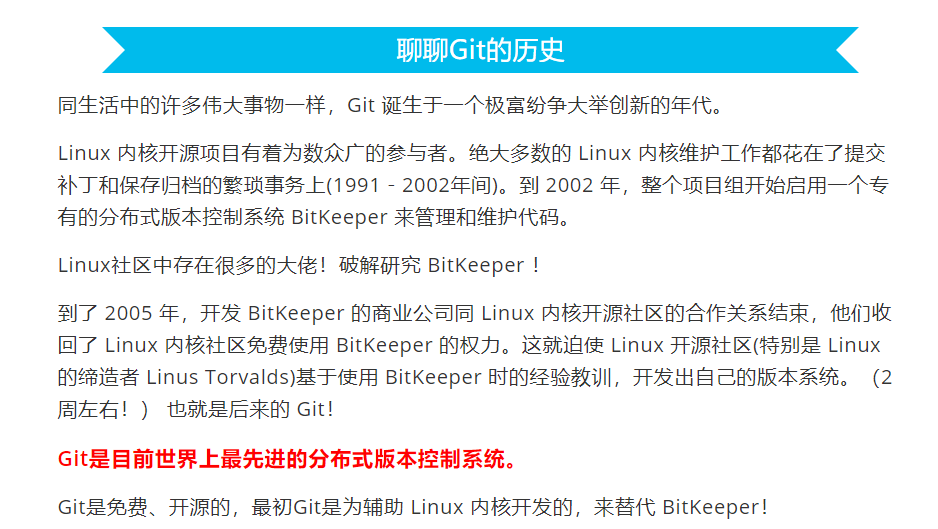 聊聊Git的历史
同生活中的许多伟大事物一样，Git 诞生于一个极富纷争大举创新的年代。
Linux 内核开源项目有着为数众广的参与者。绝大多数的 Linux 内核维护工作都花在了提交
补丁和保存归档的繁琐事务上(1991－2002年间)。到 2002 年，整个项目组开始启用一个专
有的分布式版本控制系统 BitKeeper 来管理和维护代码。
Linux社区中存在很多的大佬！破解研究 BitKeeper ！
到了 2005 年，开发 BitKeeper 的商业公司同 Linux 内核开源社区的合作关系结束，他们收
回了 Linux 内核社区免费使用 BitKeeper 的权力。这就迫使 Linux 开源社区(特别是 Linux
的缔造者 Linus Torvalds)基于使用 BitKeeper 时的经验教训，开发出自己的版本系统。（2
周左右！） 也就是后来的 Git！
Git是目前世界上最先进的分布式版本控制系统。
Git是免费、开源的，最初Git是为辅助 Linux 内核开发的，来替代 BitKeeper！